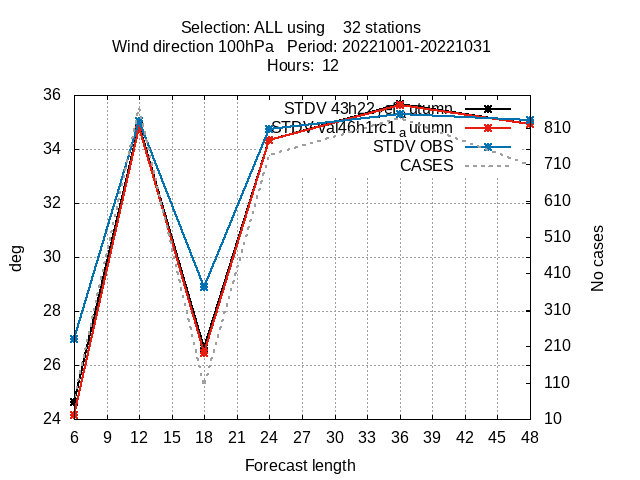 Selection: ALL using 32 stations
Wind direction 100hPa Period: 20221001-20221031
Hours: 12
STDV OBS
CASES
36
34
32
30
28
26
24
810
710
610
510
410
310
210
110
10
deg
No cases
6 9 12 15 18 21 24 27 30 33 36 39 42 45 48
Forecast length